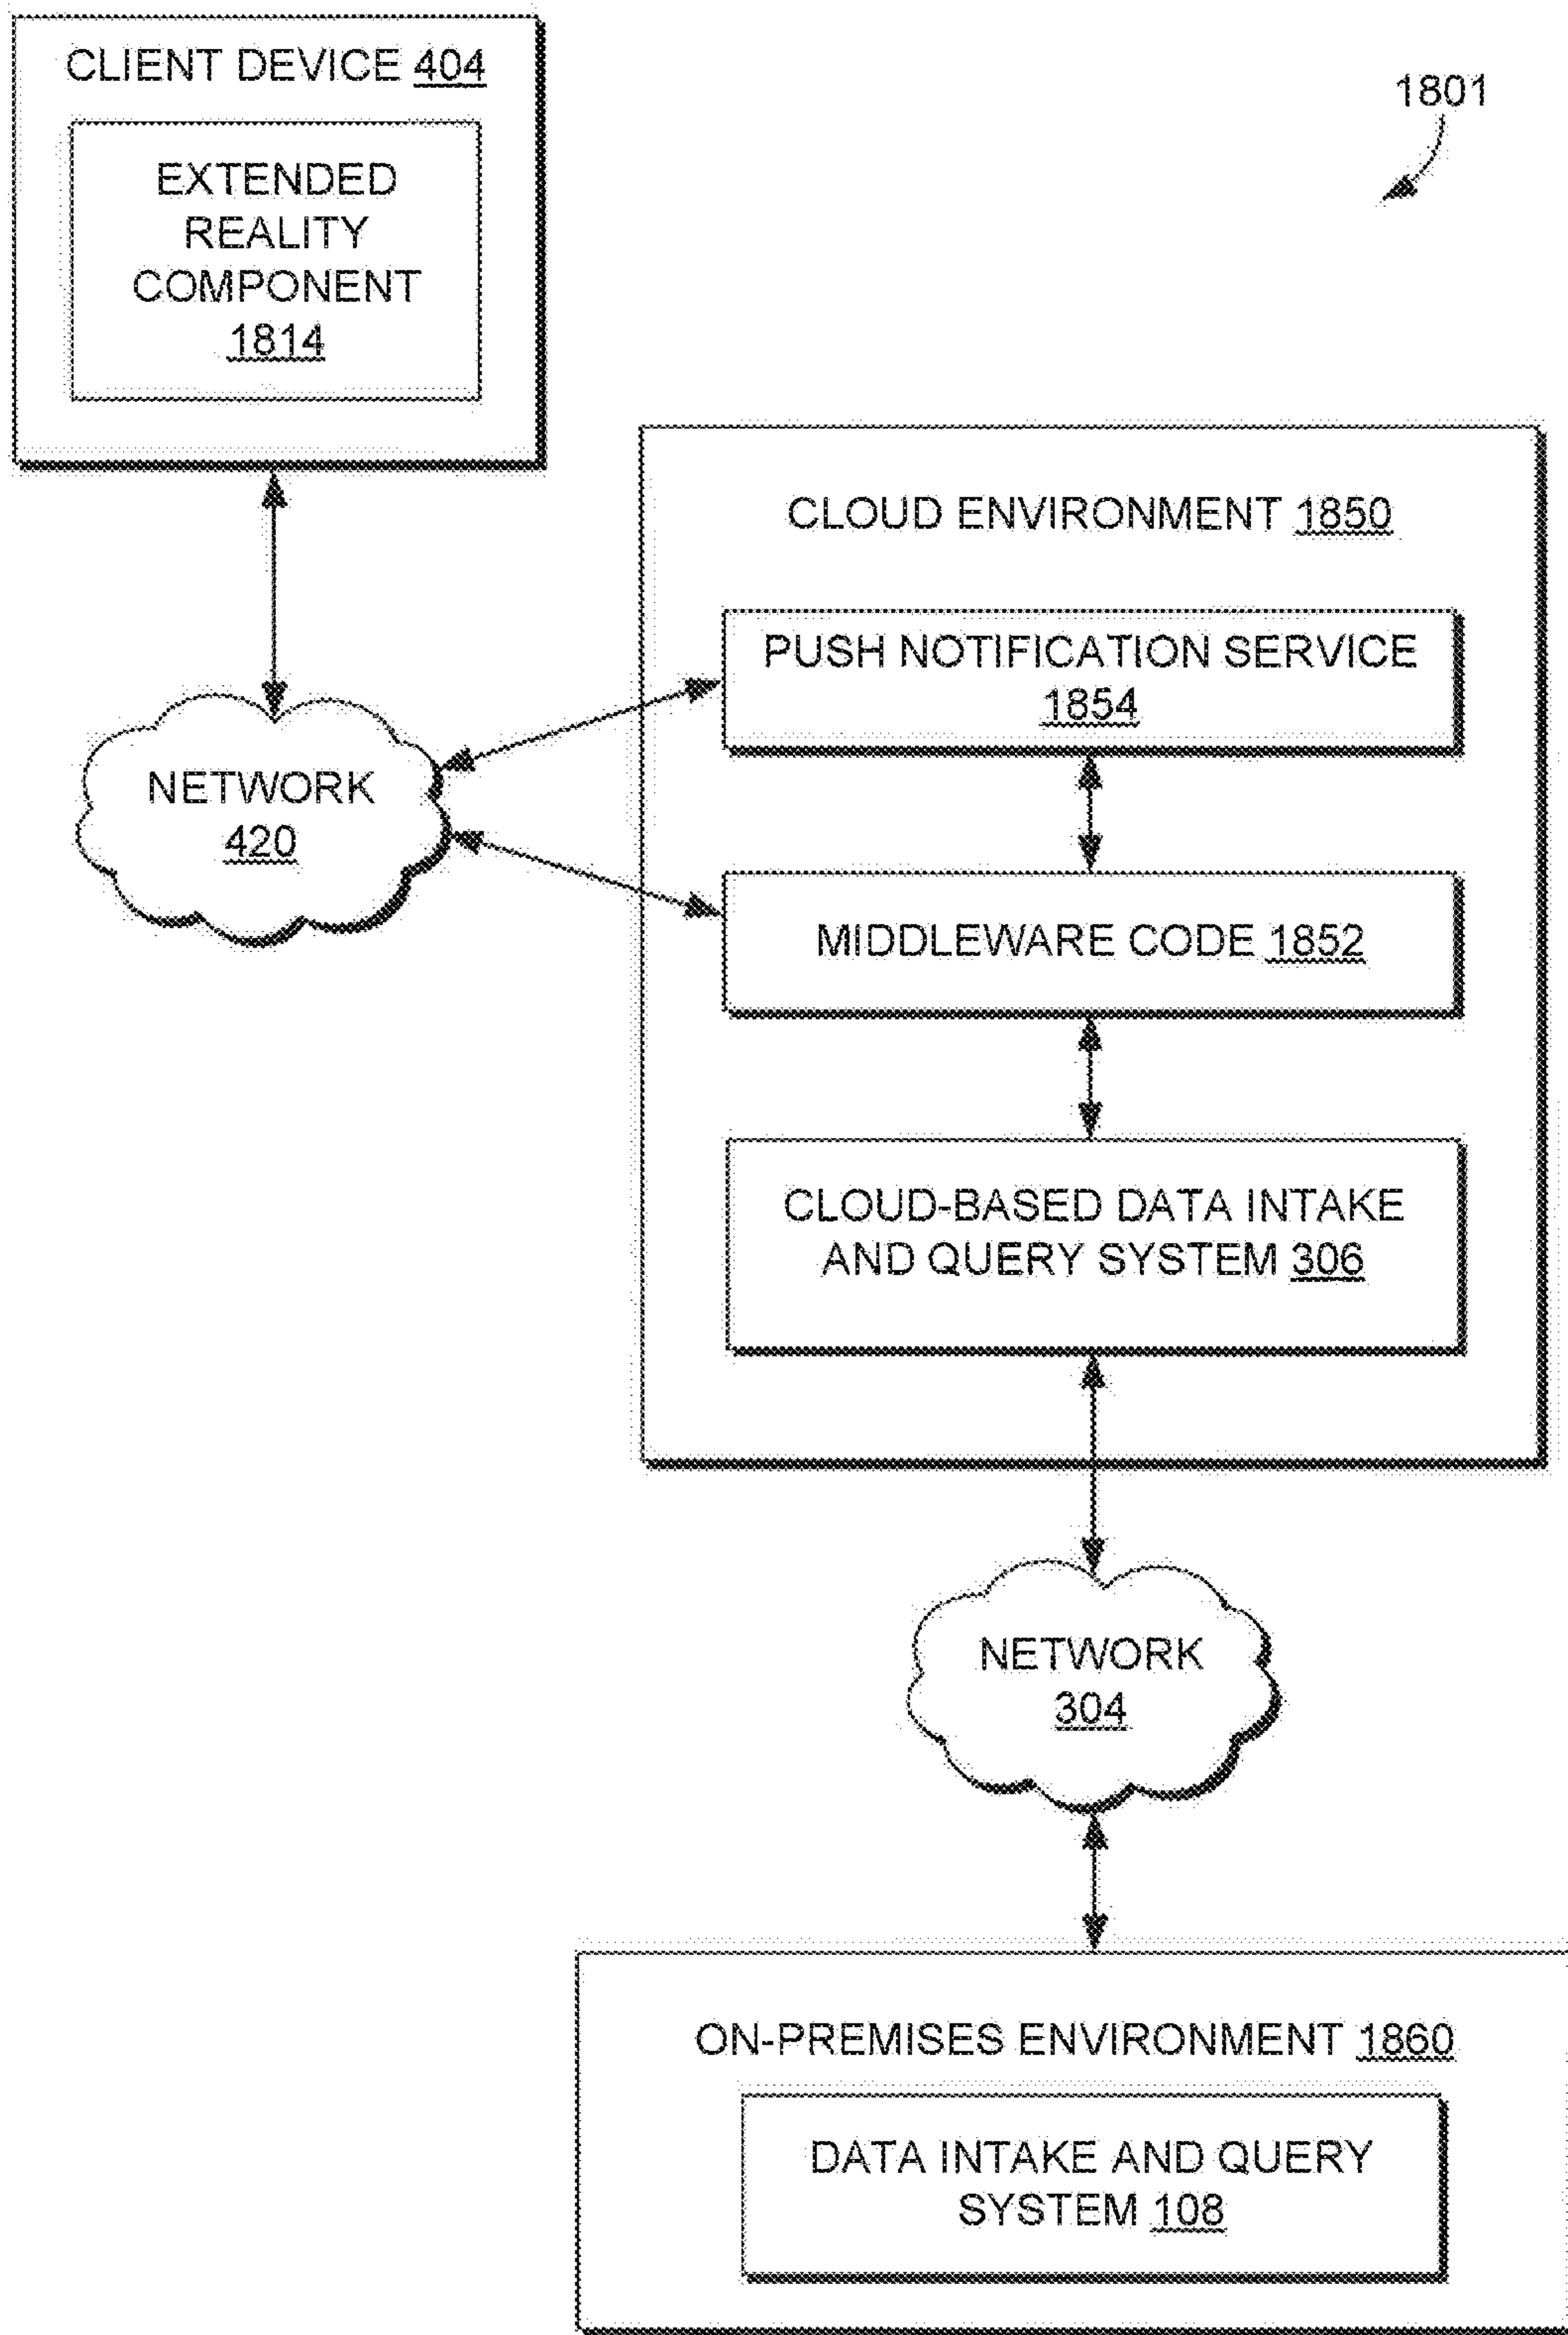 CLIENT DEVICE 404
EXTENDED
REALITY
COMPONENT
1814
1801
CLOUD ENVIRONMENT 1850
PUSH NOTIFICATION SERVICE
1854
NETWORK
420
MIDDLEWARE CODE 1852
CLOUD-BASED DATA INTAKE
AND QUERY SYSTEM 306
NETWORK
304
ON-PREMISES ENVIRONMENT 1860
DATA INTAKE AND QUERY
SYSTEM 108